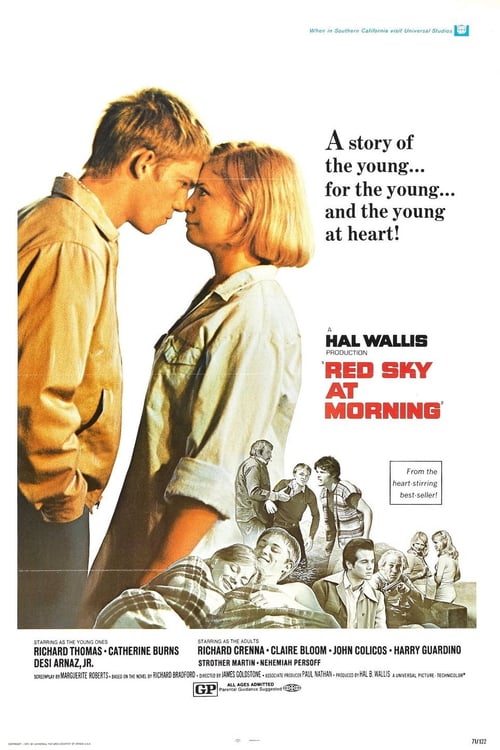 When in Southern California visit Universal Studios
A story of
the young...
for the young...
and the young
at heart!
A
HAL WALLIS
PRODUCTION
"RED SKY
AT
MORNING"
From the
heart-stirring
best-seller!
STARRING AS THE YOUNG ONES
RICHARD THOMAS · CATHERINE BURNS
DESI ARNAZ, JR.
STARRING AS THE ADULTS
RICHARD CRENNA · CLAIRE BLOOM · JOHN COLICOS · HARRY GUARDINO
STROTHER MARTIN · NEHEMIAH PERSOFF
SCREENPLAY BY MARGUERITE ROBERTS · BASED ON THE NOVEL BY RICHARD BRADFORD · DIRECTED BY JAMES GOLDSTONE · ASSOCIATE PRODUCER PAUL NATHAN · PRODUCED BY HAL B. WALLIS · A UNIVERSAL PICTURE · TECHNICOLOR®
GP ALL AGES ADMITTED
Parental Guidance Suggested
71/122